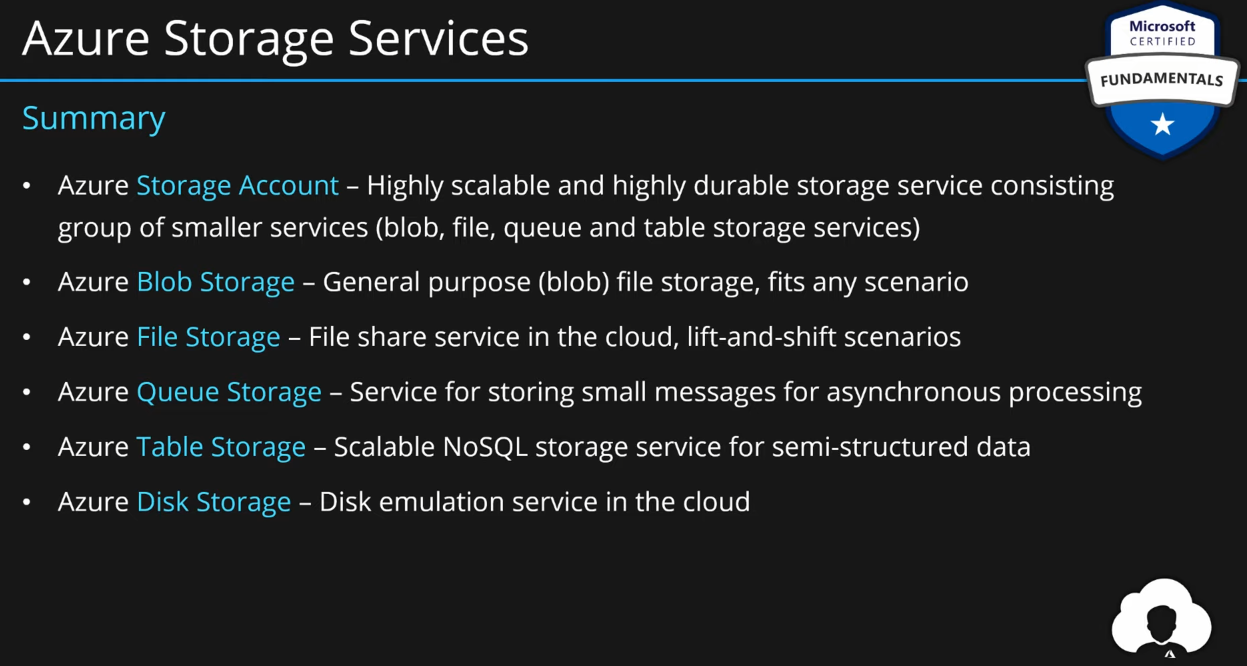 Azure Storage Services
Microsoft
CERTIFIED
FUNDAMENTALS
Summary
• Azure Storage Account – Highly scalable and highly durable storage service consisting
group of smaller services (blob, file, queue and table storage services)
• Azure Blob Storage – General purpose (blob) file storage, fits any scenario
• Azure File Storage – File share service in the cloud, lift-and-shift scenarios
• Azure Queue Storage – Service for storing small messages for asynchronous processing
• Azure Table Storage – Scalable NoSQL storage service for semi-structured data
• Azure Disk Storage – Disk emulation service in the cloud